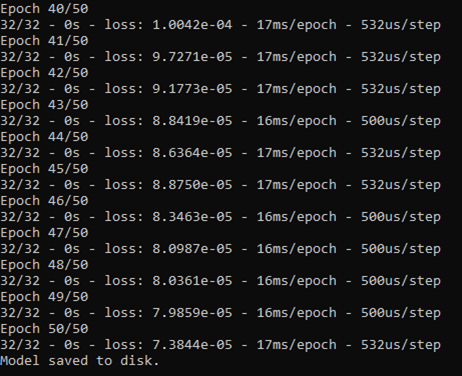 Epoch 40/50
32/32 - 0s - loss: 1.0042e-04 - 17ms/epoch - 532us/step
Epoch 41/50
32/32 - 0s - loss: 9.7271e-05 - 17ms/epoch - 532us/step
Epoch 42/50
32/32 - 0s - loss: 9.1773e-05 - 17ms/epoch - 532us/step
Epoch 43/50
32/32 - 0s - loss: 8.8419e-05 - 16ms/epoch - 500us/step
Epoch 44/50
32/32 - 0s - loss: 8.6364e-05 - 17ms/epoch - 532us/step
Epoch 45/50
32/32 - 0s - loss: 8.8750e-05 - 17ms/epoch - 532us/step
Epoch 46/50
32/32 - 0s - loss: 8.3463e-05 - 16ms/epoch - 500us/step
Epoch 47/50
32/32 - 0s - loss: 8.0987e-05 - 16ms/epoch - 500us/step
Epoch 48/50
32/32 - 0s - loss: 8.0361e-05 - 16ms/epoch - 500us/step
Epoch 49/50
32/32 - 0s - loss: 7.9859e-05 - 16ms/epoch - 500us/step
Epoch 50/50
32/32 - 0s - loss: 7.3844e-05 - 17ms/epoch - 532us/step
Model saved to disk.